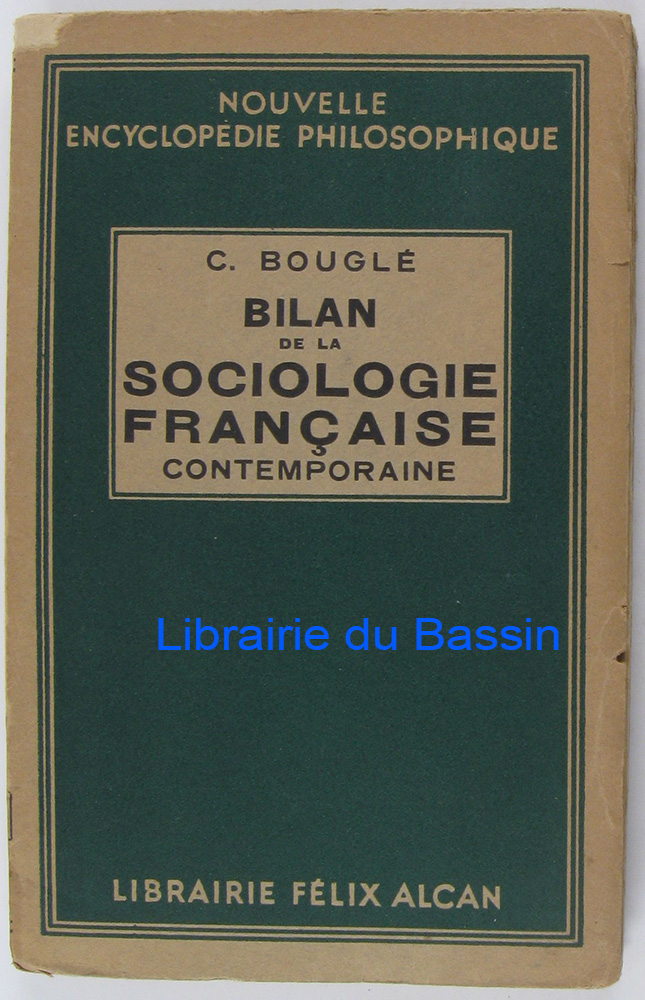 NOUVELLE
ENCYCLOPÉDIE PHILOSOPHIQUE
C. BOUGLÉ
BILAN
DE LA
SOCIOLOGIE
FRANÇAISE
CONTEMPORAINE
Librairie du Bassin
LIBRAIRIE FÉLIX ALCAN